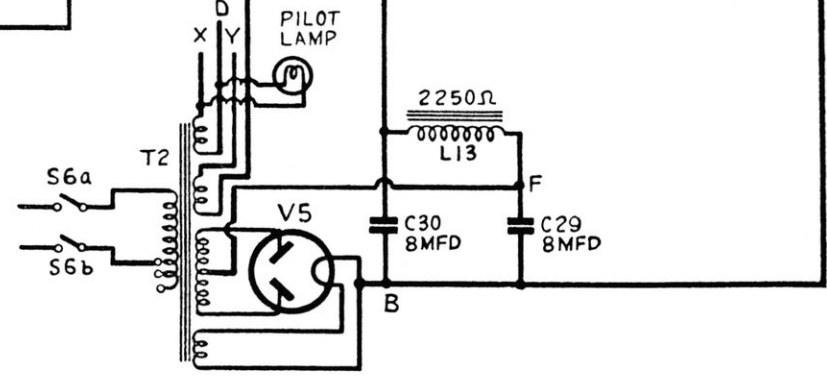 D
PILOT
LAMP
X Y
2250Ω
L13
T2
S6a
F
V5
C30
8MFD
C29
8MFD
S6b
B